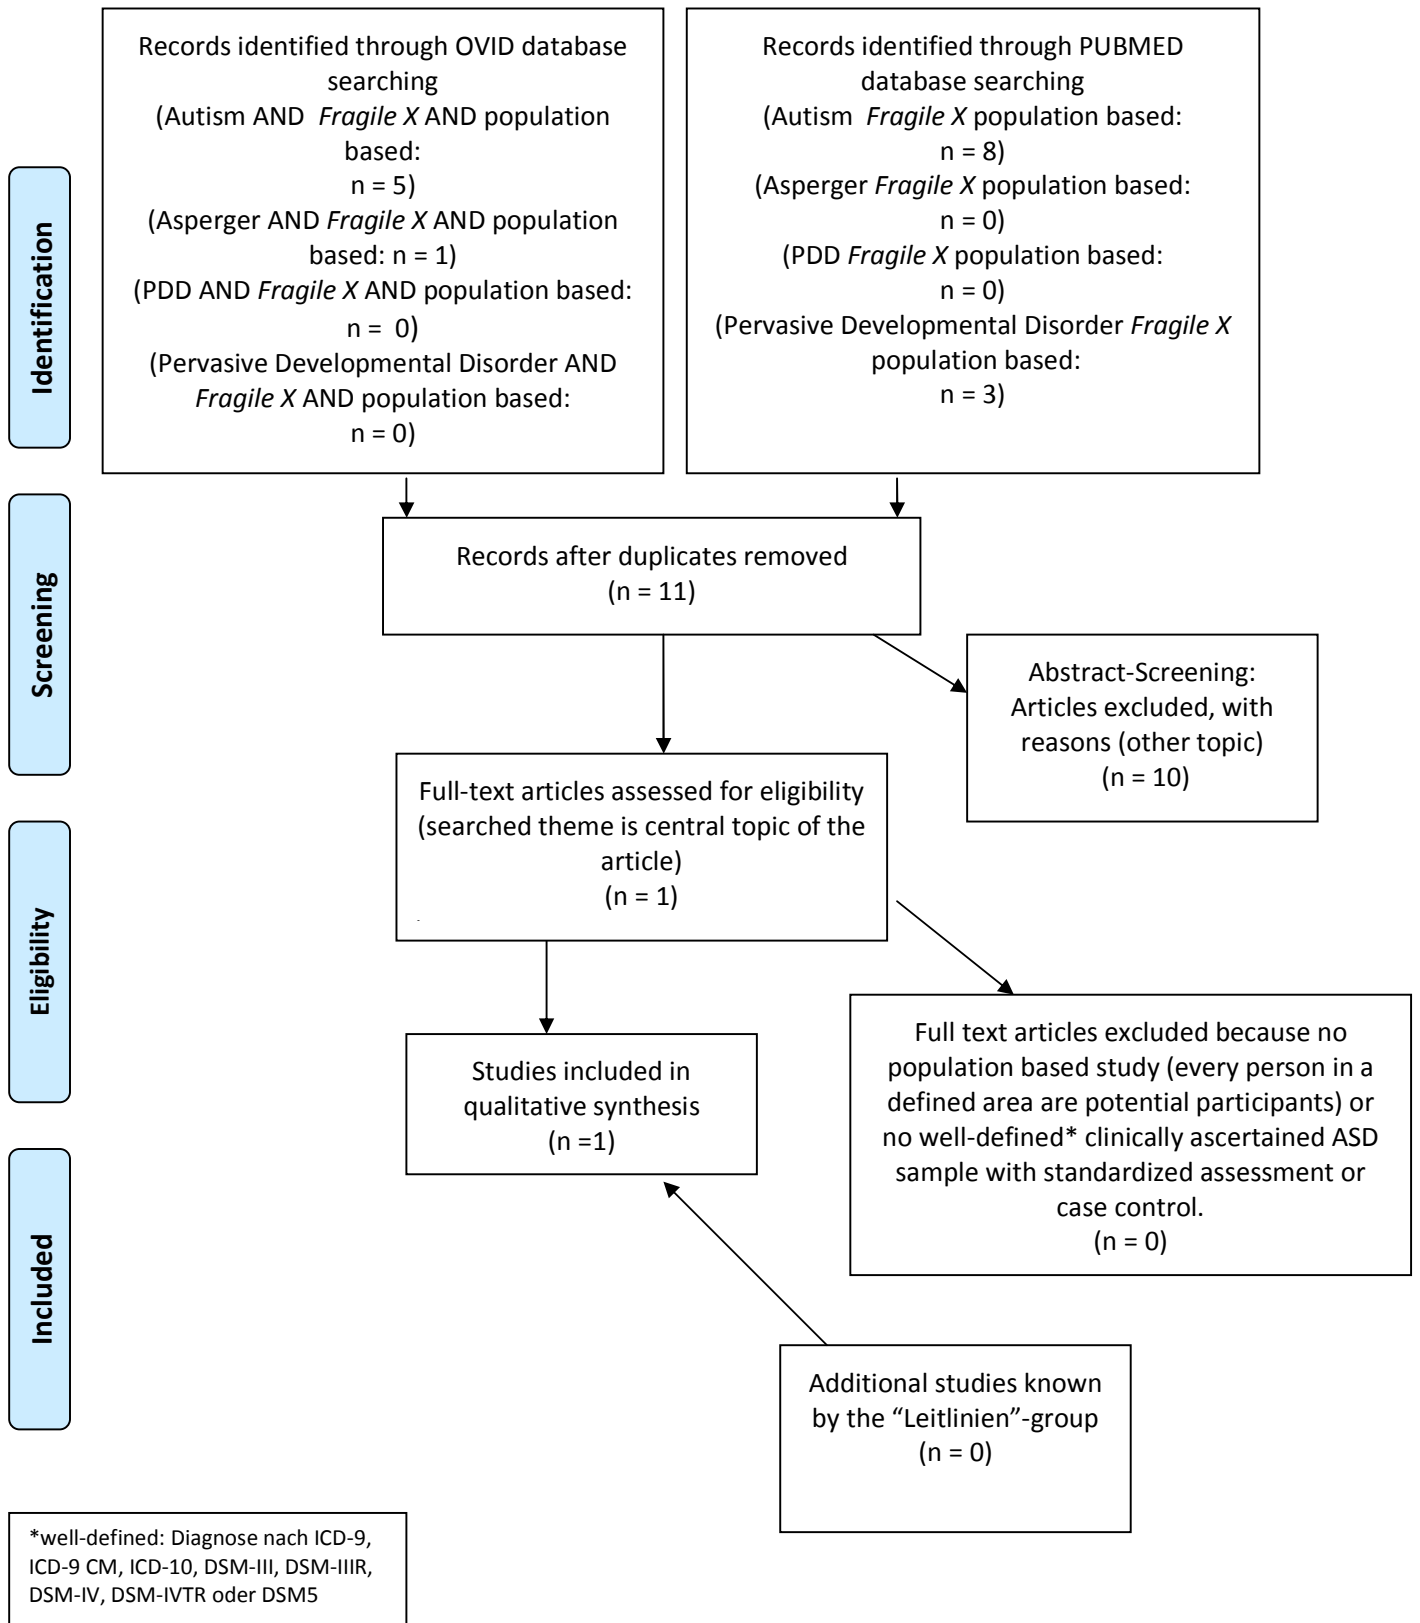 Records identified through OVID database
searching
(Autism AND Fragile X AND population
based:
n = 5)
(Asperger AND Fragile X AND population
based: n = 1)
(PDD AND Fragile X AND population based:
n = 0)
(Pervasive Developmental Disorder AND
Fragile X AND population based:
n = 0)
Records identified through PUBMED
database searching
(Autism Fragile X population based:
n = 8)
(Asperger Fragile X population based:
n = 0)
(PDD Fragile X population based:
n = 0)
(Pervasive Developmental Disorder Fragile X
population based:
n = 3)
Identification
Records after duplicates removed
(n = 11)
Screening
Abstract-Screening:
Articles excluded, with
reasons (other topic)
(n = 10)
Full-text articles assessed for eligibility
(searched theme is central topic of the
article)
(n = 1)
Eligibility
Full text articles excluded because no
population based study (every person in a
defined area are potential participants) or
no well-defined* clinically ascertained ASD
sample with standardized assessment or
case control.
(n = 0)
Studies included in
qualitative synthesis
(n =1)
Included
Additional studies known
by the “Leitlinien”-group
(n = 0)
*well-defined: Diagnose nach ICD-9,
ICD-9 CM, ICD-10, DSM-III, DSM-IIIR,
DSM-IV, DSM-IVTR oder DSM5